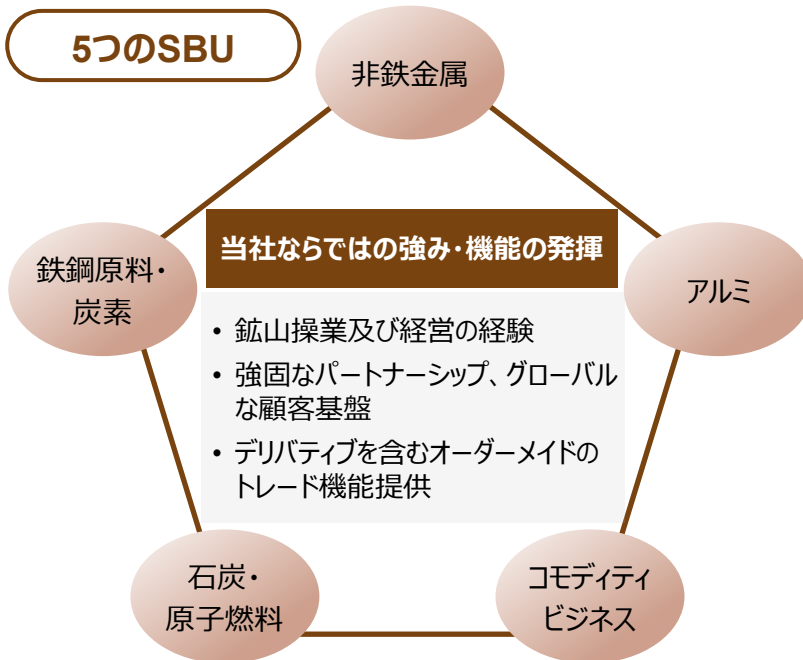 5つのSBU
非鉄金属
鉄鋼原料・
炭素
当社ならではの強み・機能の発揮
アルミ
• 鉱山操業及び経営の経験
• 強固なパートナーシップ、グローバル
な顧客基盤
• デリバティブを含むオーダーメイドの
トレード機能提供
石炭・
原子燃料
コモディティ
ビジネス